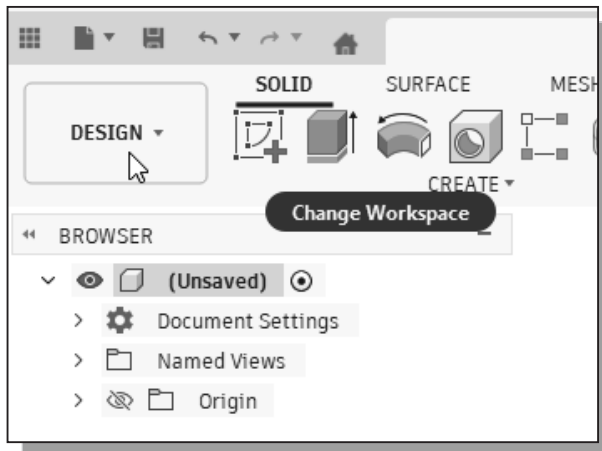 SOLID SURFACE MESH
DESIGN
CREATE
Change Workspace
BROWSER
(Unsaved)
Document Settings
Named Views
Origin